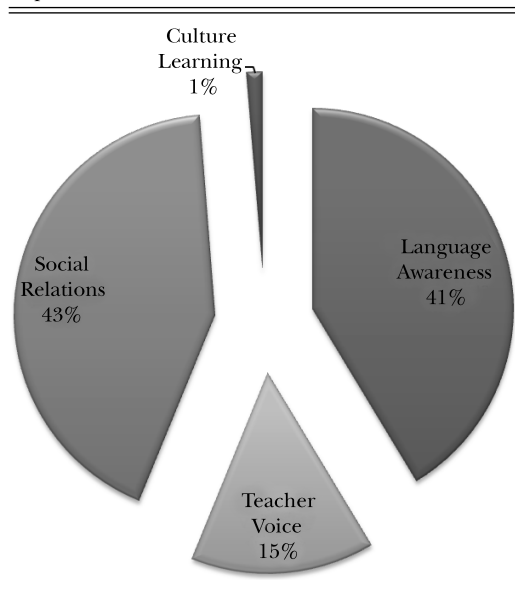 Culture
Learning
1%
Language
Awareness
41%
Social
Relations
43%
Teacher
Voice
15%